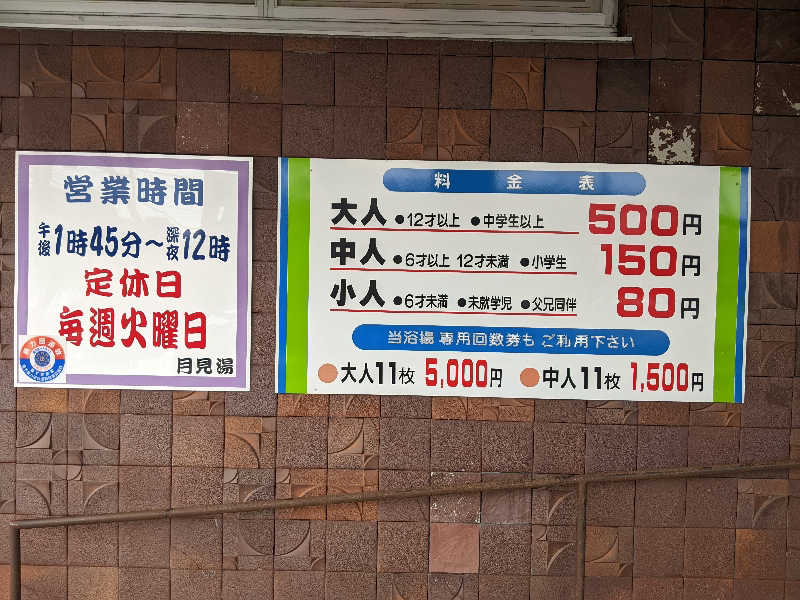 営業時間
午後1時45分～深夜12時
定休日
毎週火曜日
月見湯
料金表
大人 ●12才以上 ●中学生以上 500円
中人 ●6才以上 12才未満 ●小学生 150円
小人 ●6才未満 ●未就学児 ●父兄同伴 80円
当浴場 専用回数券も ご利用下さい
●大人11枚 5,000円 ●中人11枚 1,500円